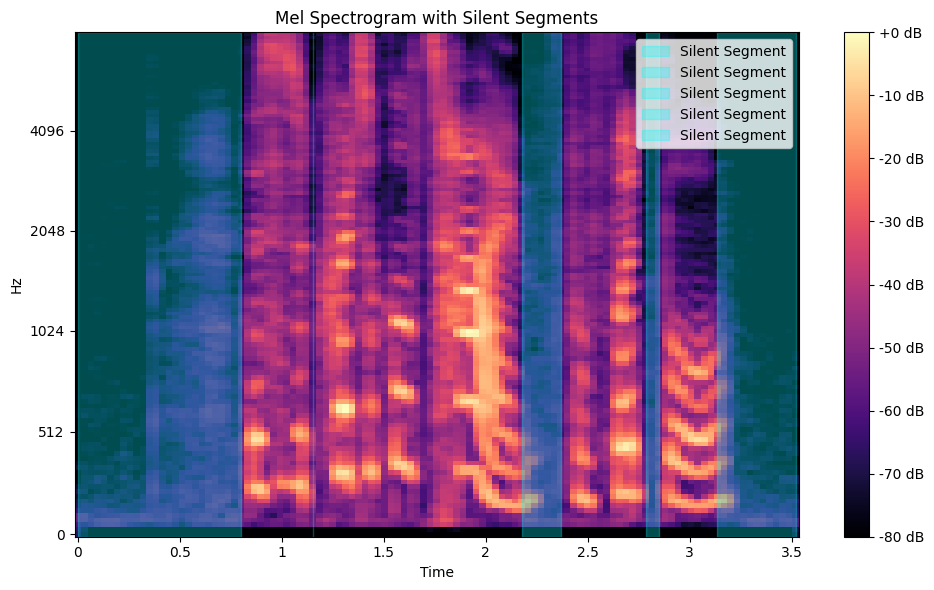 Mel Spectrogram with Silent Segments
Silent Segment
Silent Segment
Silent Segment
Silent Segment
Silent Segment
Hz
4096
2048
1024
512
0
0
0.5
1
1.5
2
2.5
3
3.5
Time
+0 dB
-10 dB
-20 dB
-30 dB
-40 dB
-50 dB
-60 dB
-70 dB
-80 dB